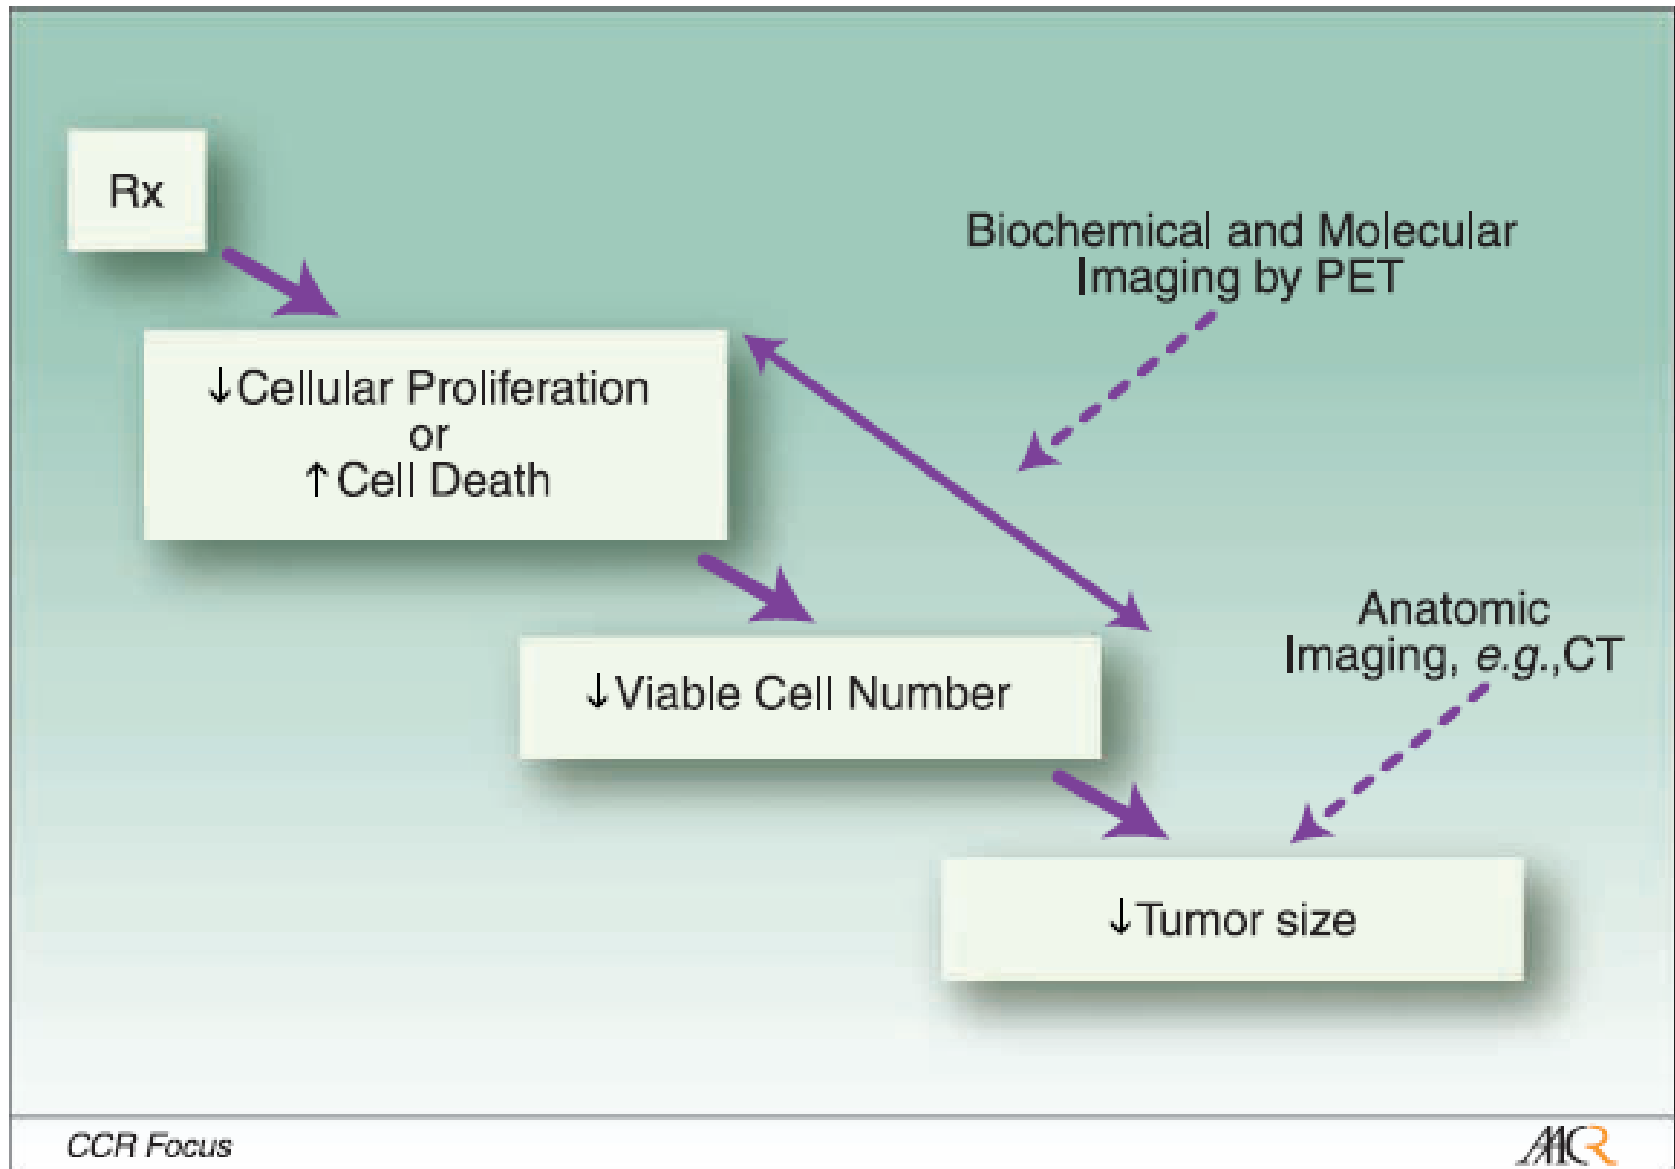 Rx
Biochemical and Molecular
Imaging by PET
↓Cellular Proliferation
or
↑Cell Death
Anatomic
Imaging, e.g.,CT
↓Viable Cell Number
↓Tumor size
CCR Focus
AACR